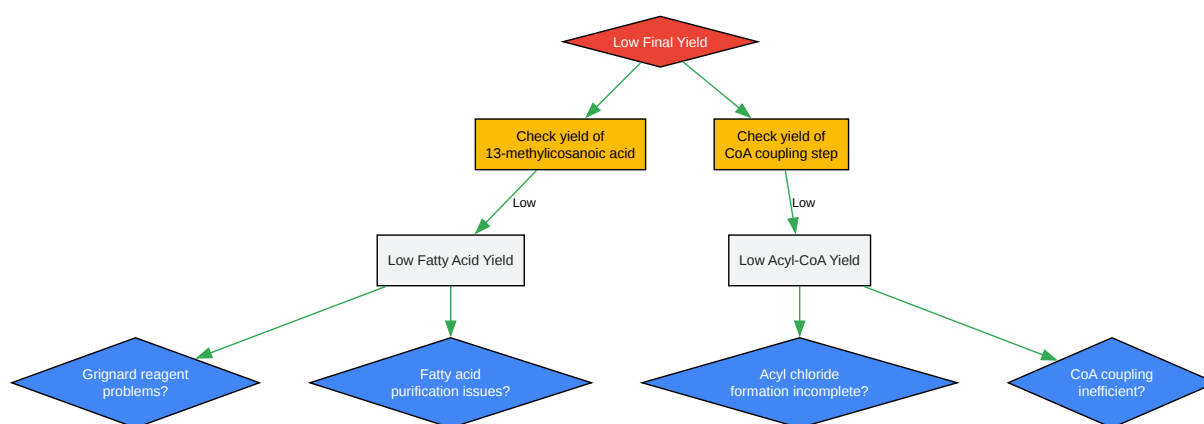 Low Final Yield
Check yield of
13-methylicosanoic acid
Check yield of
CoA coupling step
Low
Low
Low Fatty Acid Yield
Low Acyl-CoA Yield
Grignard reagent
problems?
Fatty acid
purification issues?
Acyl chloride
formation incomplete?
CoA coupling
inefficient?